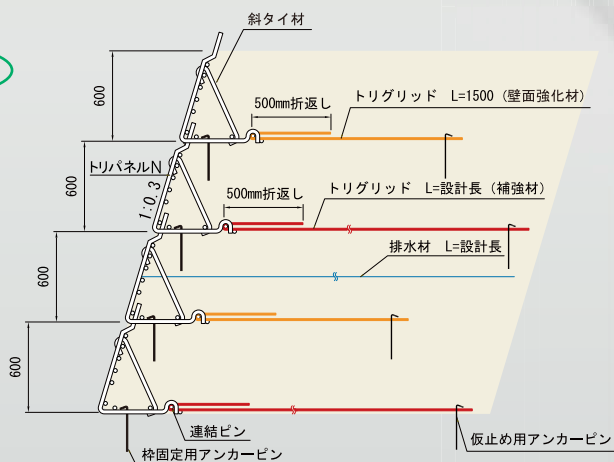 斜タイ材
600
500mm折返し
トリグリッド L=1500 (壁面強化材)
トリパネルN
600
1:0.3
500mm折返し
トリグリッド L=設計長 (補強材)
排水材 L=設計長
600
600
連結ピン
枠固定用アンカーピン
仮止め用アンカーピン